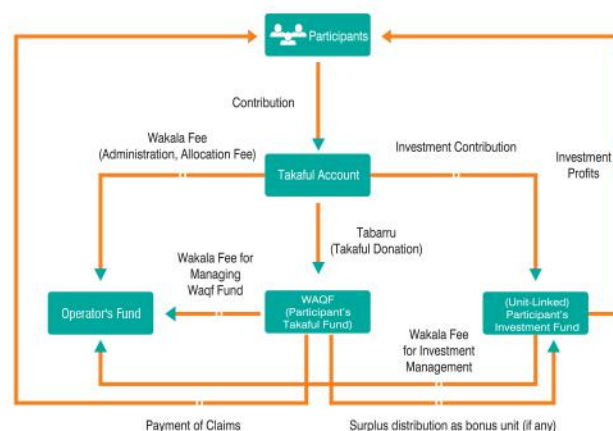 Participants
Contribution
Wakala Fee
(Administration, Allocation Fee)
Investment Contribution
Investment
Profits
Takaful Account
Tabarru
(Takaful Donation)
Wakala Fee for
Managing
Waqf Fund
Operator's Fund
WAQF
(Participant's
Takaful Fund)
(Unit-Linked)
Participant's
Investment Fund
Wakala Fee
for Investment
Management
Payment of Claims
Surplus distribution as bonus unit (if any)